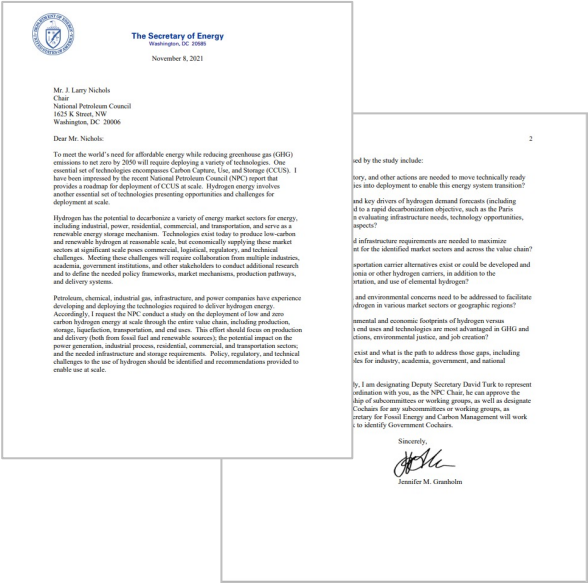 The Secretary of Energy
Washington, DC 20585
November 8, 2021
Mr. J. Larry Nichols
Chair
National Petroleum Council
1625 K Street, NW
Washington, DC 20006
Dear Mr. Nichols:
To meet the world's need for affordable energy while reducing greenhouse gas (GHG)
emissions to net zero by 2050 will require deploying a variety of technologies. One
essential set of technologies encompasses Carbon Capture, Use, and Storage (CCUS). I
have been impressed by the recent National Petroleum Council (NPC) report that
provides a roadmap for deployment of CCUS at scale. Hydrogen energy involves
another essential set of technologies presenting opportunities and challenges for
deployment at scale.
Hydrogen has the potential to decarbonize a variety of energy market sectors for energy,
including industrial, power, residential, commercial, and transportation, and serve as a
renewable energy storage mechanism. Technologies exist today to produce low-carbon
and renewable hydrogen at reasonable scale, but economically supplying these market
sectors at significant scale poses commercial, logistical, regulatory, and technical
challenges. Meeting these challenges will require collaboration from multiple industries,
academia, government institutions, and other stakeholders to conduct additional research
and to define the needed policy frameworks, market mechanisms, production pathways,
and delivery systems.
Petroleum, chemical, industrial gas, infrastructure, and power companies have experience
developing and deploying the technologies required to deliver hydrogen energy.
Accordingly, I request the NPC conduct a study on the deployment of low and zero
carbon hydrogen energy at scale through the entire value chain, including production,
storage, liquefaction, transportation, and end uses. The effort should focus on production
and delivery (both from fossil fuel and renewable sources); the potential impact on the
power generation, industrial process, residential, commercial, and transportation sectors;
and the needed infrastructure and storage requirements. Policy, regulatory, and technical
challenges to the use of hydrogen should be identified and recommendations provided to
enable use at scale.
2
sed by the study include:
tory, and other actions are needed to move technically ready
ies into deployment to enable this energy system transition?
and key drivers of hydrogen demand forecasts (including
d to a rapid decarbonization objective, such as the Paris
n evaluating infrastructure needs, technology opportunities,
aspects?
d infrastructure requirements are needed to maximize
nt for the identified market sectors and across the value chain?
sportation carrier alternatives exist or could be developed and
onia or other hydrogen carriers, in addition to the
ortation, and use of elemental hydrogen?
and environmental concerns need to be addressed to facilitate
ydrogen in various market sectors or geographic regions?
nmental and economic footprints of hydrogen versus
end uses and technologies are most advantaged in GHG and
ctions, environmental justice, and job creation?
exist and what is the path to address those gaps, including
les for industry, academia, government, and national
ly, I am designating Deputy Secretary David Turk to represent
ordination with you, as the NPC Chair, he can approve the
ship of subcommittees or working groups, as well as designate
Cochairs for any subcommittees or working groups, as
cretary for Fossil Energy and Carbon Management will work
to identify Government Cochairs.
Sincerely,
Jennifer M. Granholm